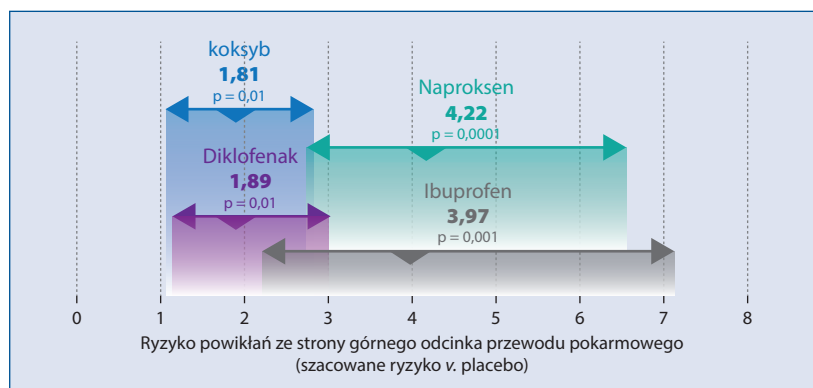 koksyb
1,81
p = 0,01
Naproksen
4,22
p = 0,0001
Diklofenak
1,89
p = 0,01
Ibuprofen
3,97
p = 0,001
0 1 2 3 4 5 6 7 8
Ryzyko powikłań ze strony górnego odcinka przewodu pokarmowego
(szacowane ryzyko v. placebo)